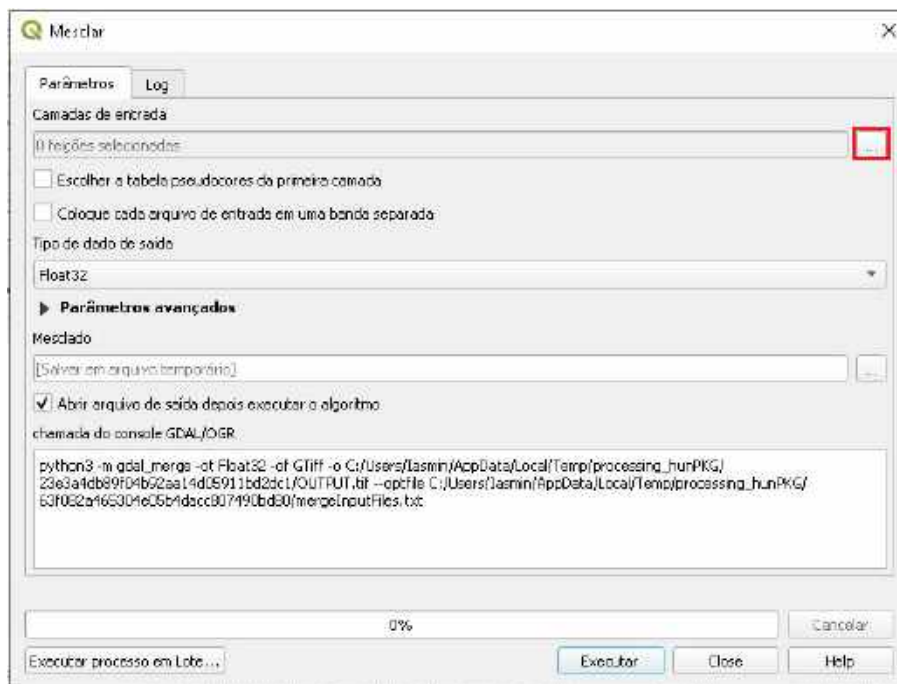 Mesclar
Parâmetros Log
Camadas de entrada
0 feições selecionadas
...
Escolher a tabela pseudocores da primeira camada
Coloque cada arquivo de entrada em uma banda separada
Tipo de dado de saída
Float32
Parâmetros avançados
Mesclado
[Salvar em arquivo temporário]
...
Abrir arquivo de saída depois executar o algoritmo
chamada do console GDAL/OGR
python3 -m gdal_merge -ot Float32 -of GTiff -o C:/Users/Iasmin/AppData/Local/Temp/processing_hunPKG/
OUTPUT.tif --optfile C:/Users/Iasmin/AppData/Local/Temp/processing_hunPKG/
mergeInputFiles.txt
0% Cancelar
Executar processo em Lote... Executar Close Help